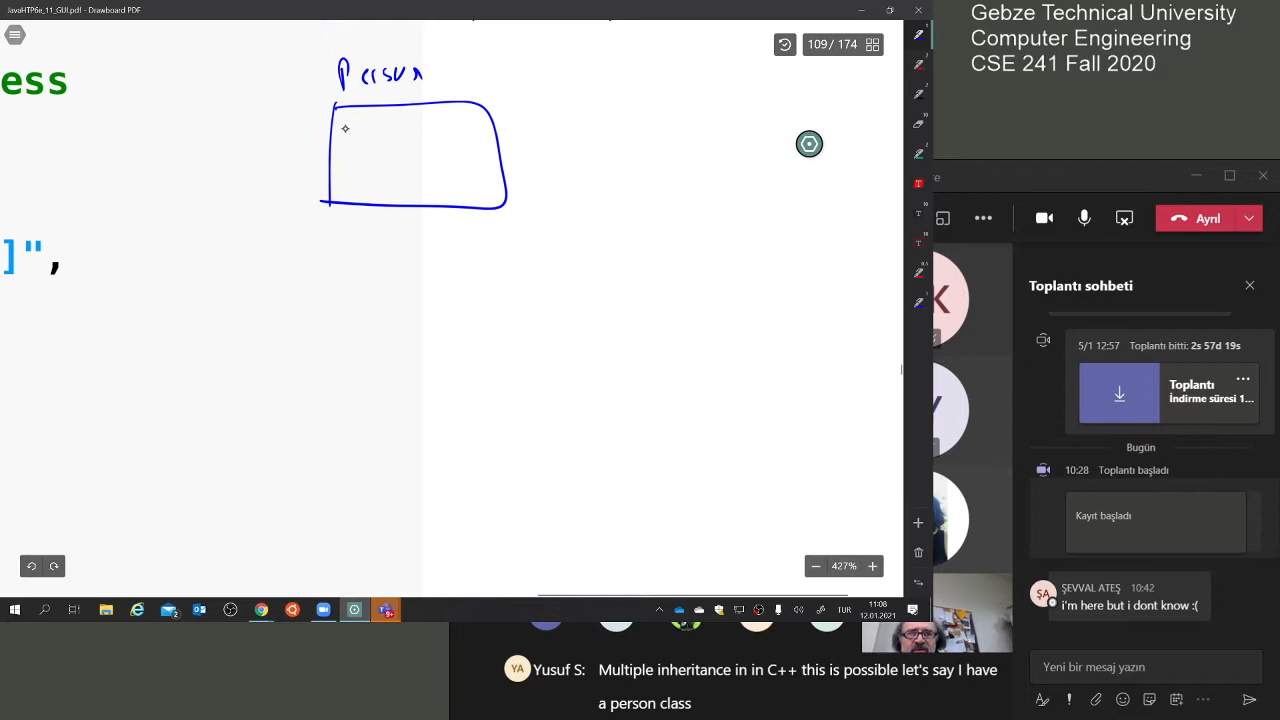 JavaHTP6e_11_GUI.pdf - Drawboard PDF
Gebze Technical University
Computer Engineering
CSE 241 Fall 2020
109 / 174
Person
ess
]",
Ayrıl
Toplantı sohbeti
5/1 12:57 Toplantı bitti: 2s 57d 19s
Toplantı
İndirme süresi 1...
Bugün
10:28 Toplantı başladı
Kayıt başladı
ŞEVVAL ATEŞ 10:42
ŞA
i'm here but i dont know :(
K
427%
TUR
11:08
12.01.2021
YA
Yusuf S: Multiple inheritance in in C++ this is possible let's say I have
a person class
Yeni bir mesaj yazın